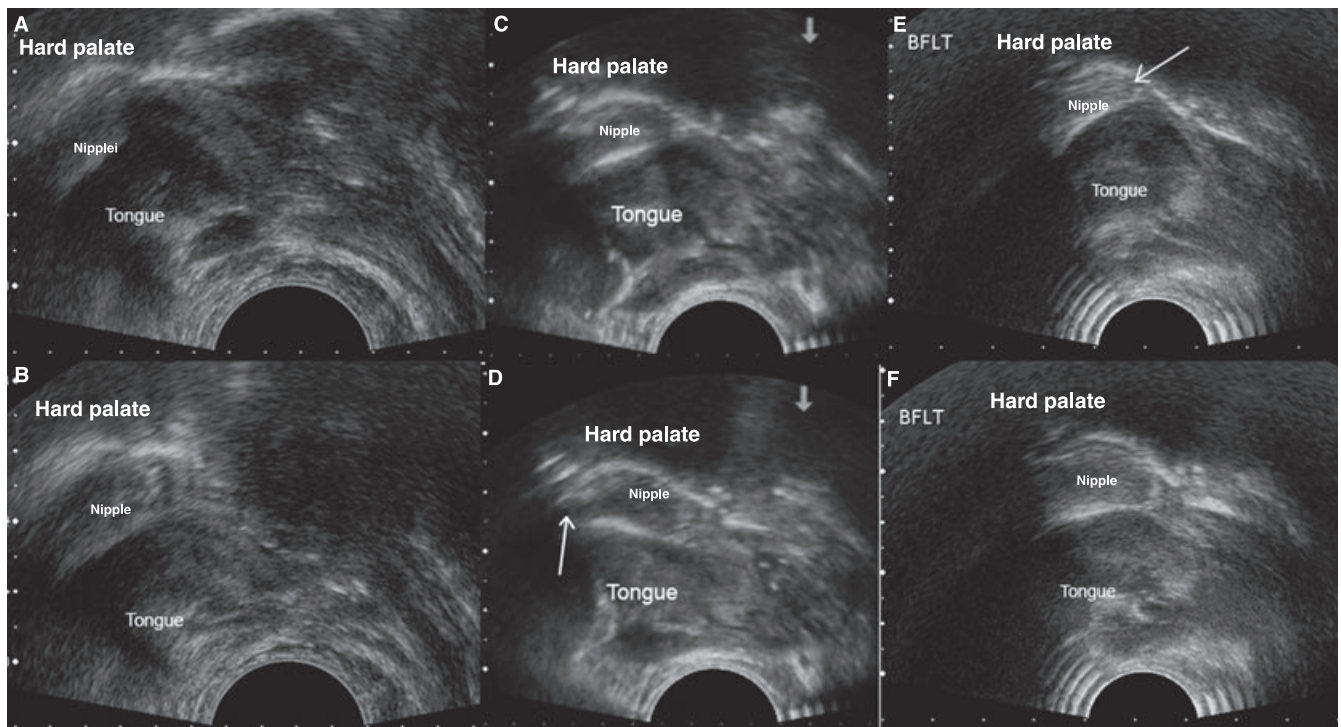 A
Hard palate
Nipplei
Tongue
B
Hard palate
Nipple
Tongue
C
Hard palate
Nipple
Tongue
D
Hard palate
Nipple
Tongue
E
BFLT
Hard palate
Nipple
Tongue
F
BFLT
Hard palate
Nipple
Tongue